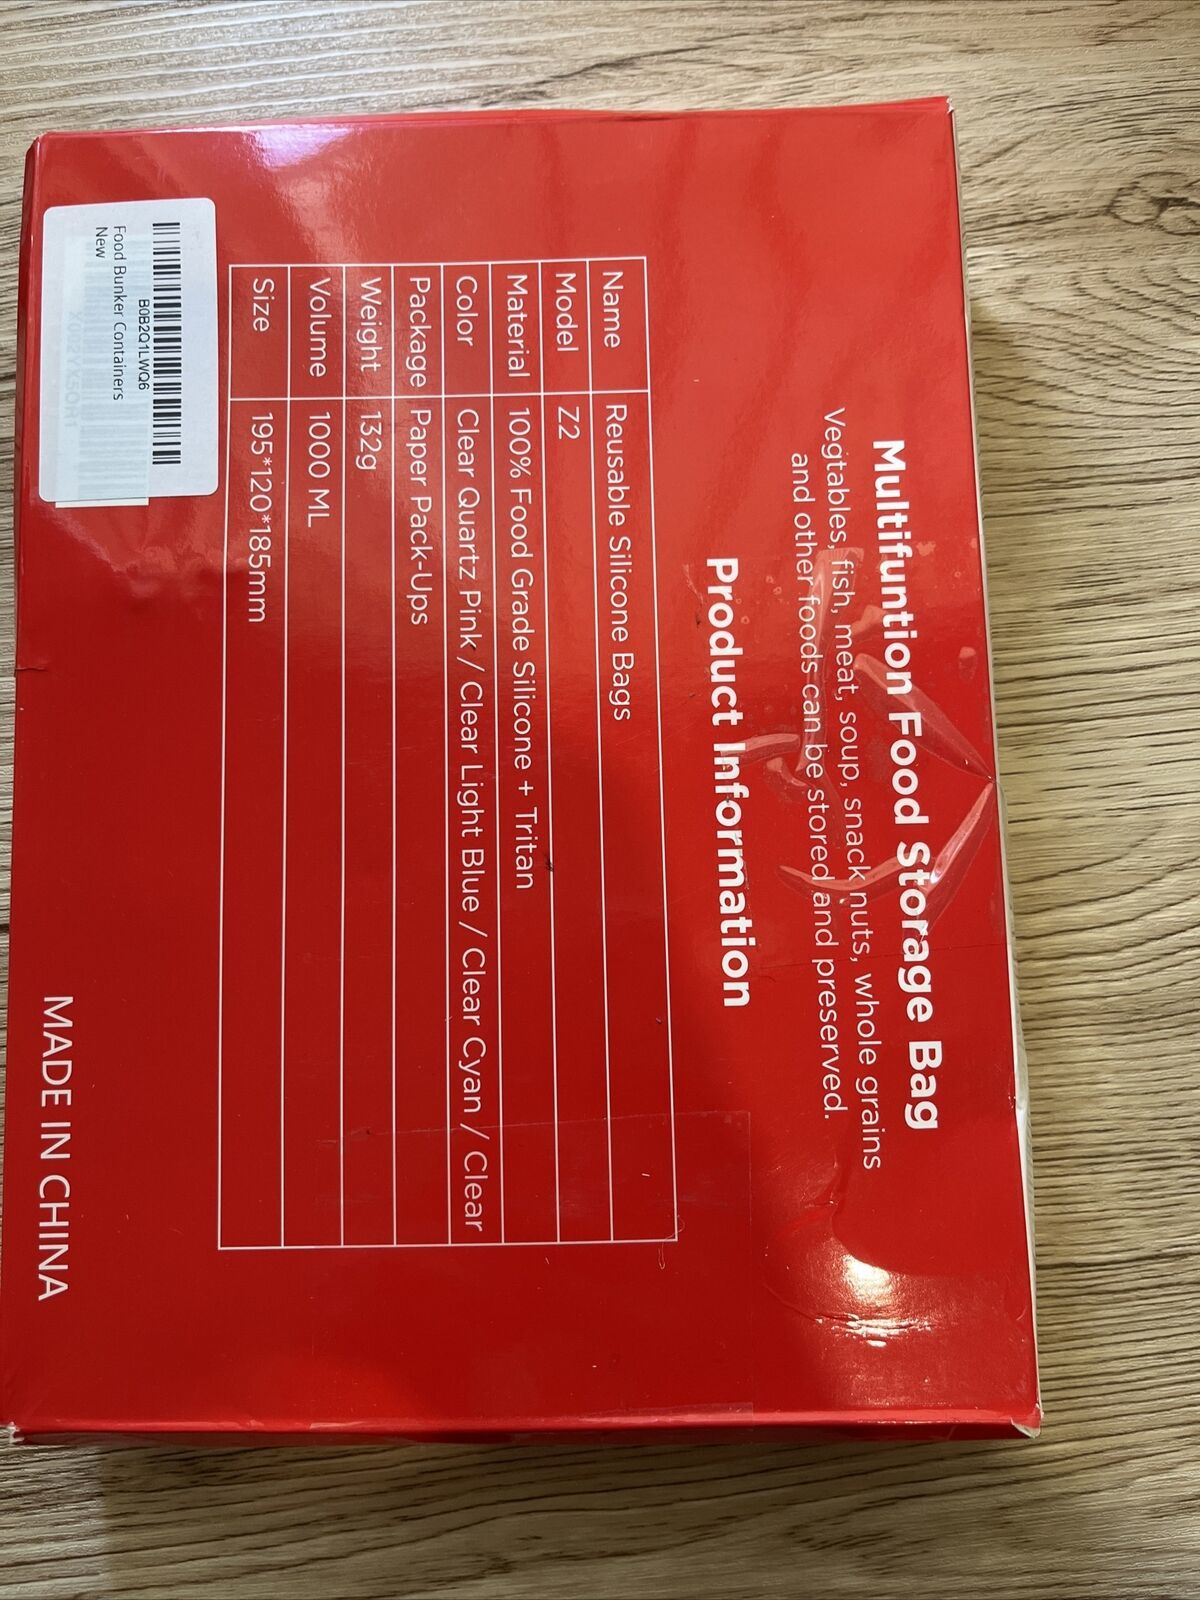 Multifuntion Food Storage Bag
Vegtables, fish, meat, soup, snack nuts, whole grains
and other foods can be stored and preserved.
Product Information
Name Reusable Silicone Bags
Model Z2
Material 100% Food Grade Silicone + Tritan
Color Clear Quartz Pink / Clear Light Blue / Clear Cyan / Clear
Package Paper Pack-Ups
Weight 132g
Volume 1000 ML
Size 195*120*185mm
B0B2Q1LWQ6
Food Bunker Containers
New
MADE IN CHINA